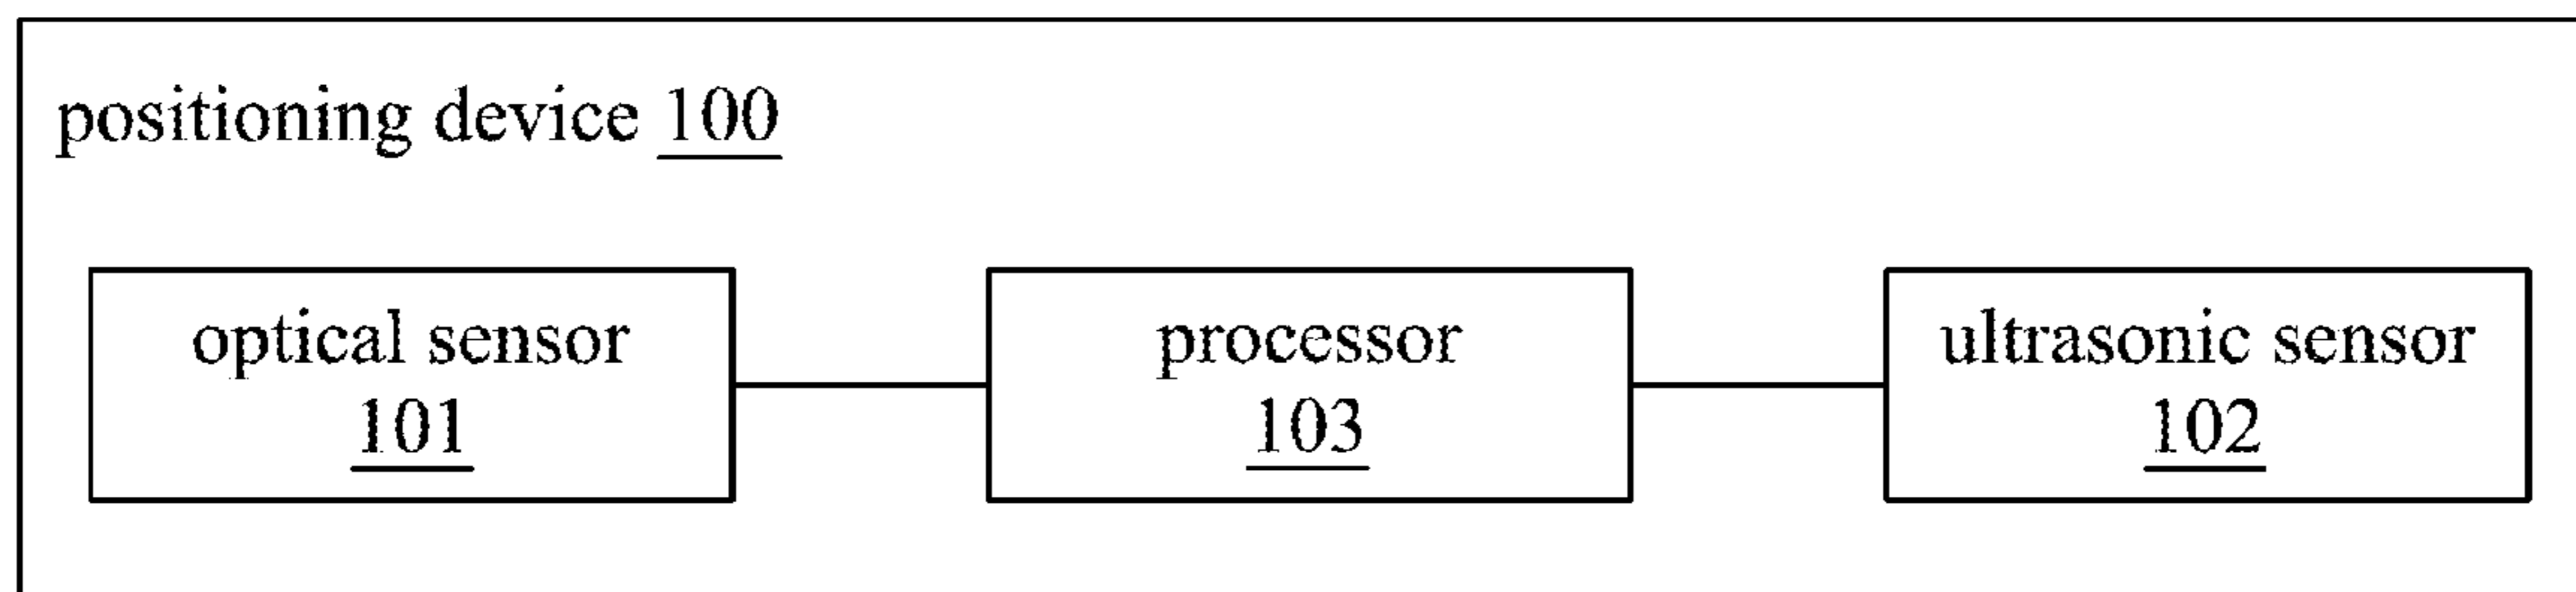 positioning device 100
optical sensor
101
processor
103
ultrasonic sensor
102